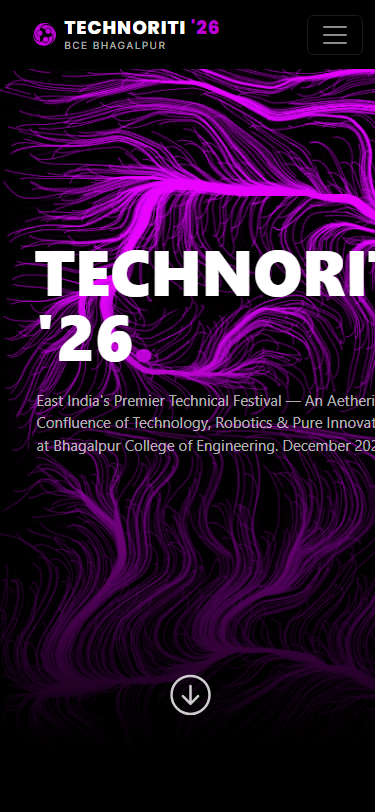 TECHNORITI '26
BCE BHAGALPUR
TECHNORIT
'26
East India's Premier Technical Festival — An Aetheri
Confluence of Technology, Robotics & Pure Innovat
at Bhagalpur College of Engineering. December 202